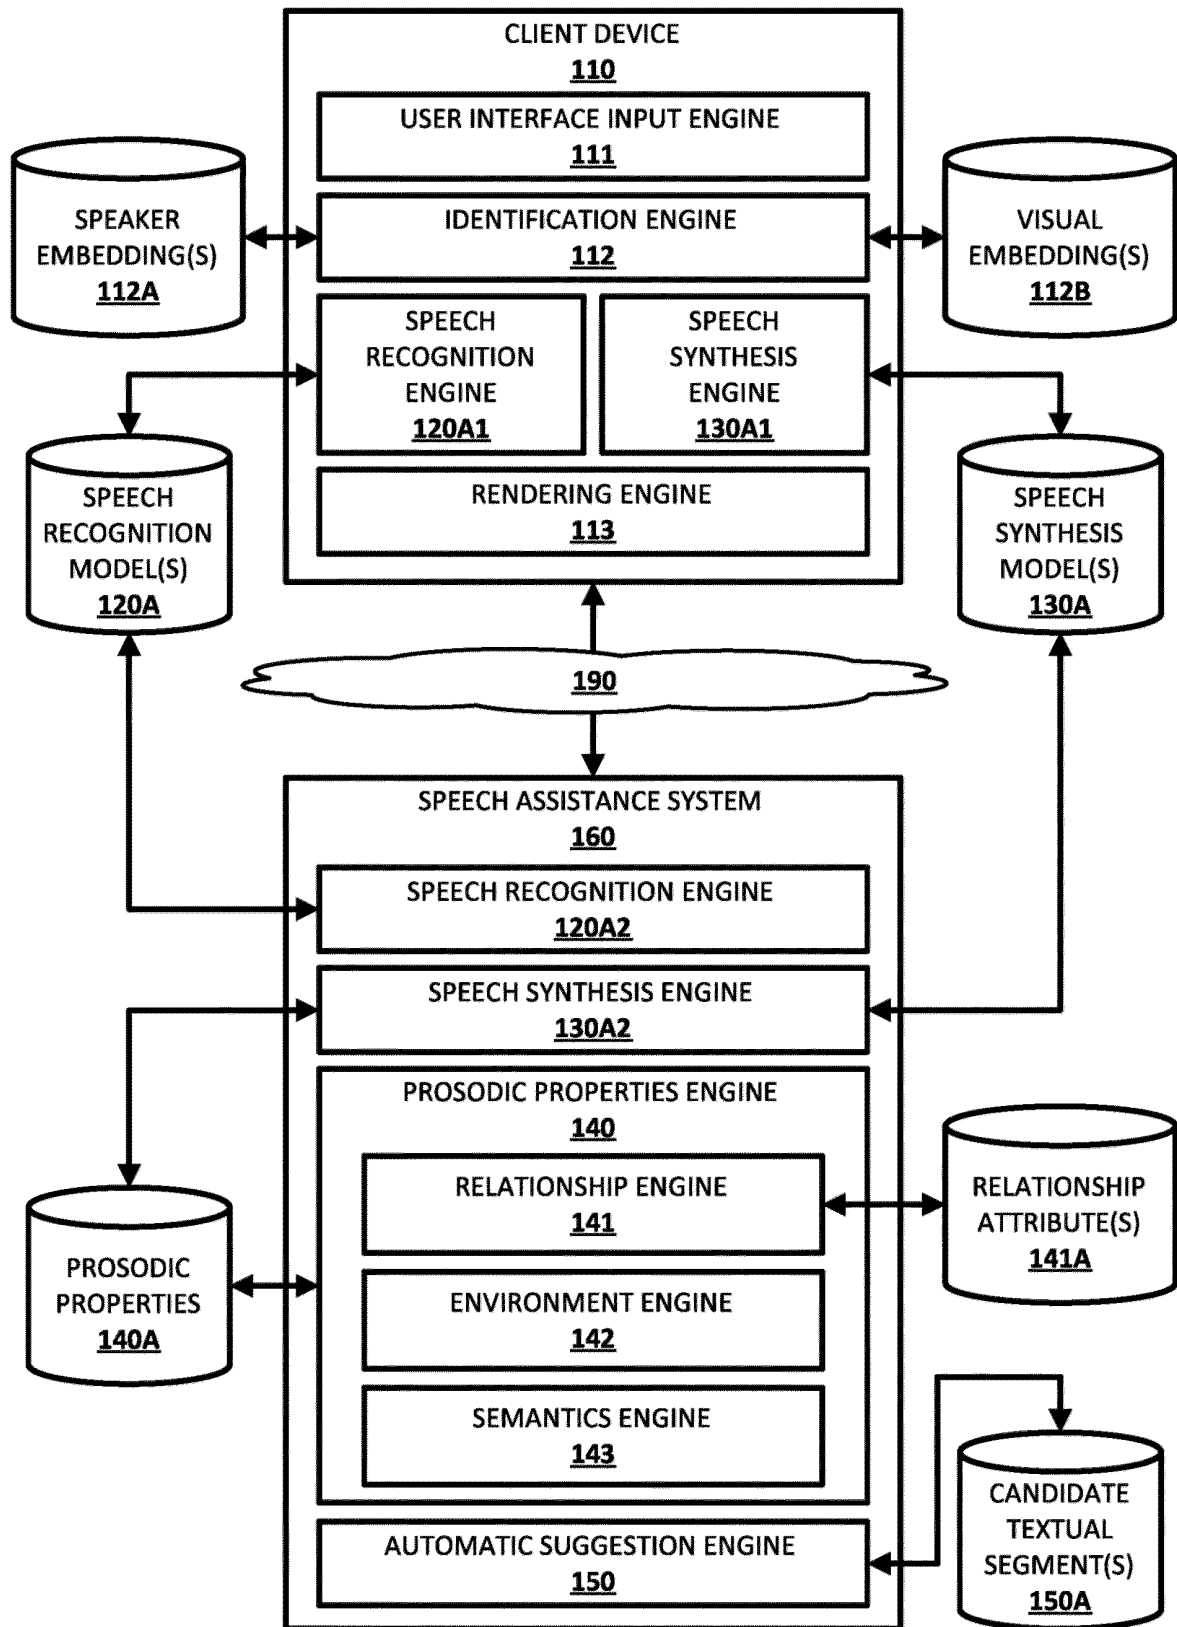 CLIENT DEVICE
110
USER INTERFACE INPUT ENGINE
111
SPEAKER
EMBEDDING(S)
112A
IDENTIFICATION ENGINE
112
VISUAL
EMBEDDING(S)
112B
SPEECH
RECOGNITION
ENGINE
120A1
SPEECH
SYNTHESIS
ENGINE
130A1
SPEECH
RECOGNITION
MODEL(S)
120A
RENDERING ENGINE
113
SPEECH
SYNTHESIS
MODEL(S)
130A
190
SPEECH ASSISTANCE SYSTEM
160
SPEECH RECOGNITION ENGINE
120A2
SPEECH SYNTHESIS ENGINE
130A2
PROSODIC PROPERTIES ENGINE
140
RELATIONSHIP ENGINE
141
RELATIONSHIP
ATTRIBUTE(S)
141A
PROSODIC
PROPERTIES
140A
ENVIRONMENT ENGINE
142
SEMANTICS ENGINE
143
AUTOMATIC SUGGESTION ENGINE
150
CANDIDATE
TEXTUAL
SEGMENT(S)
150A